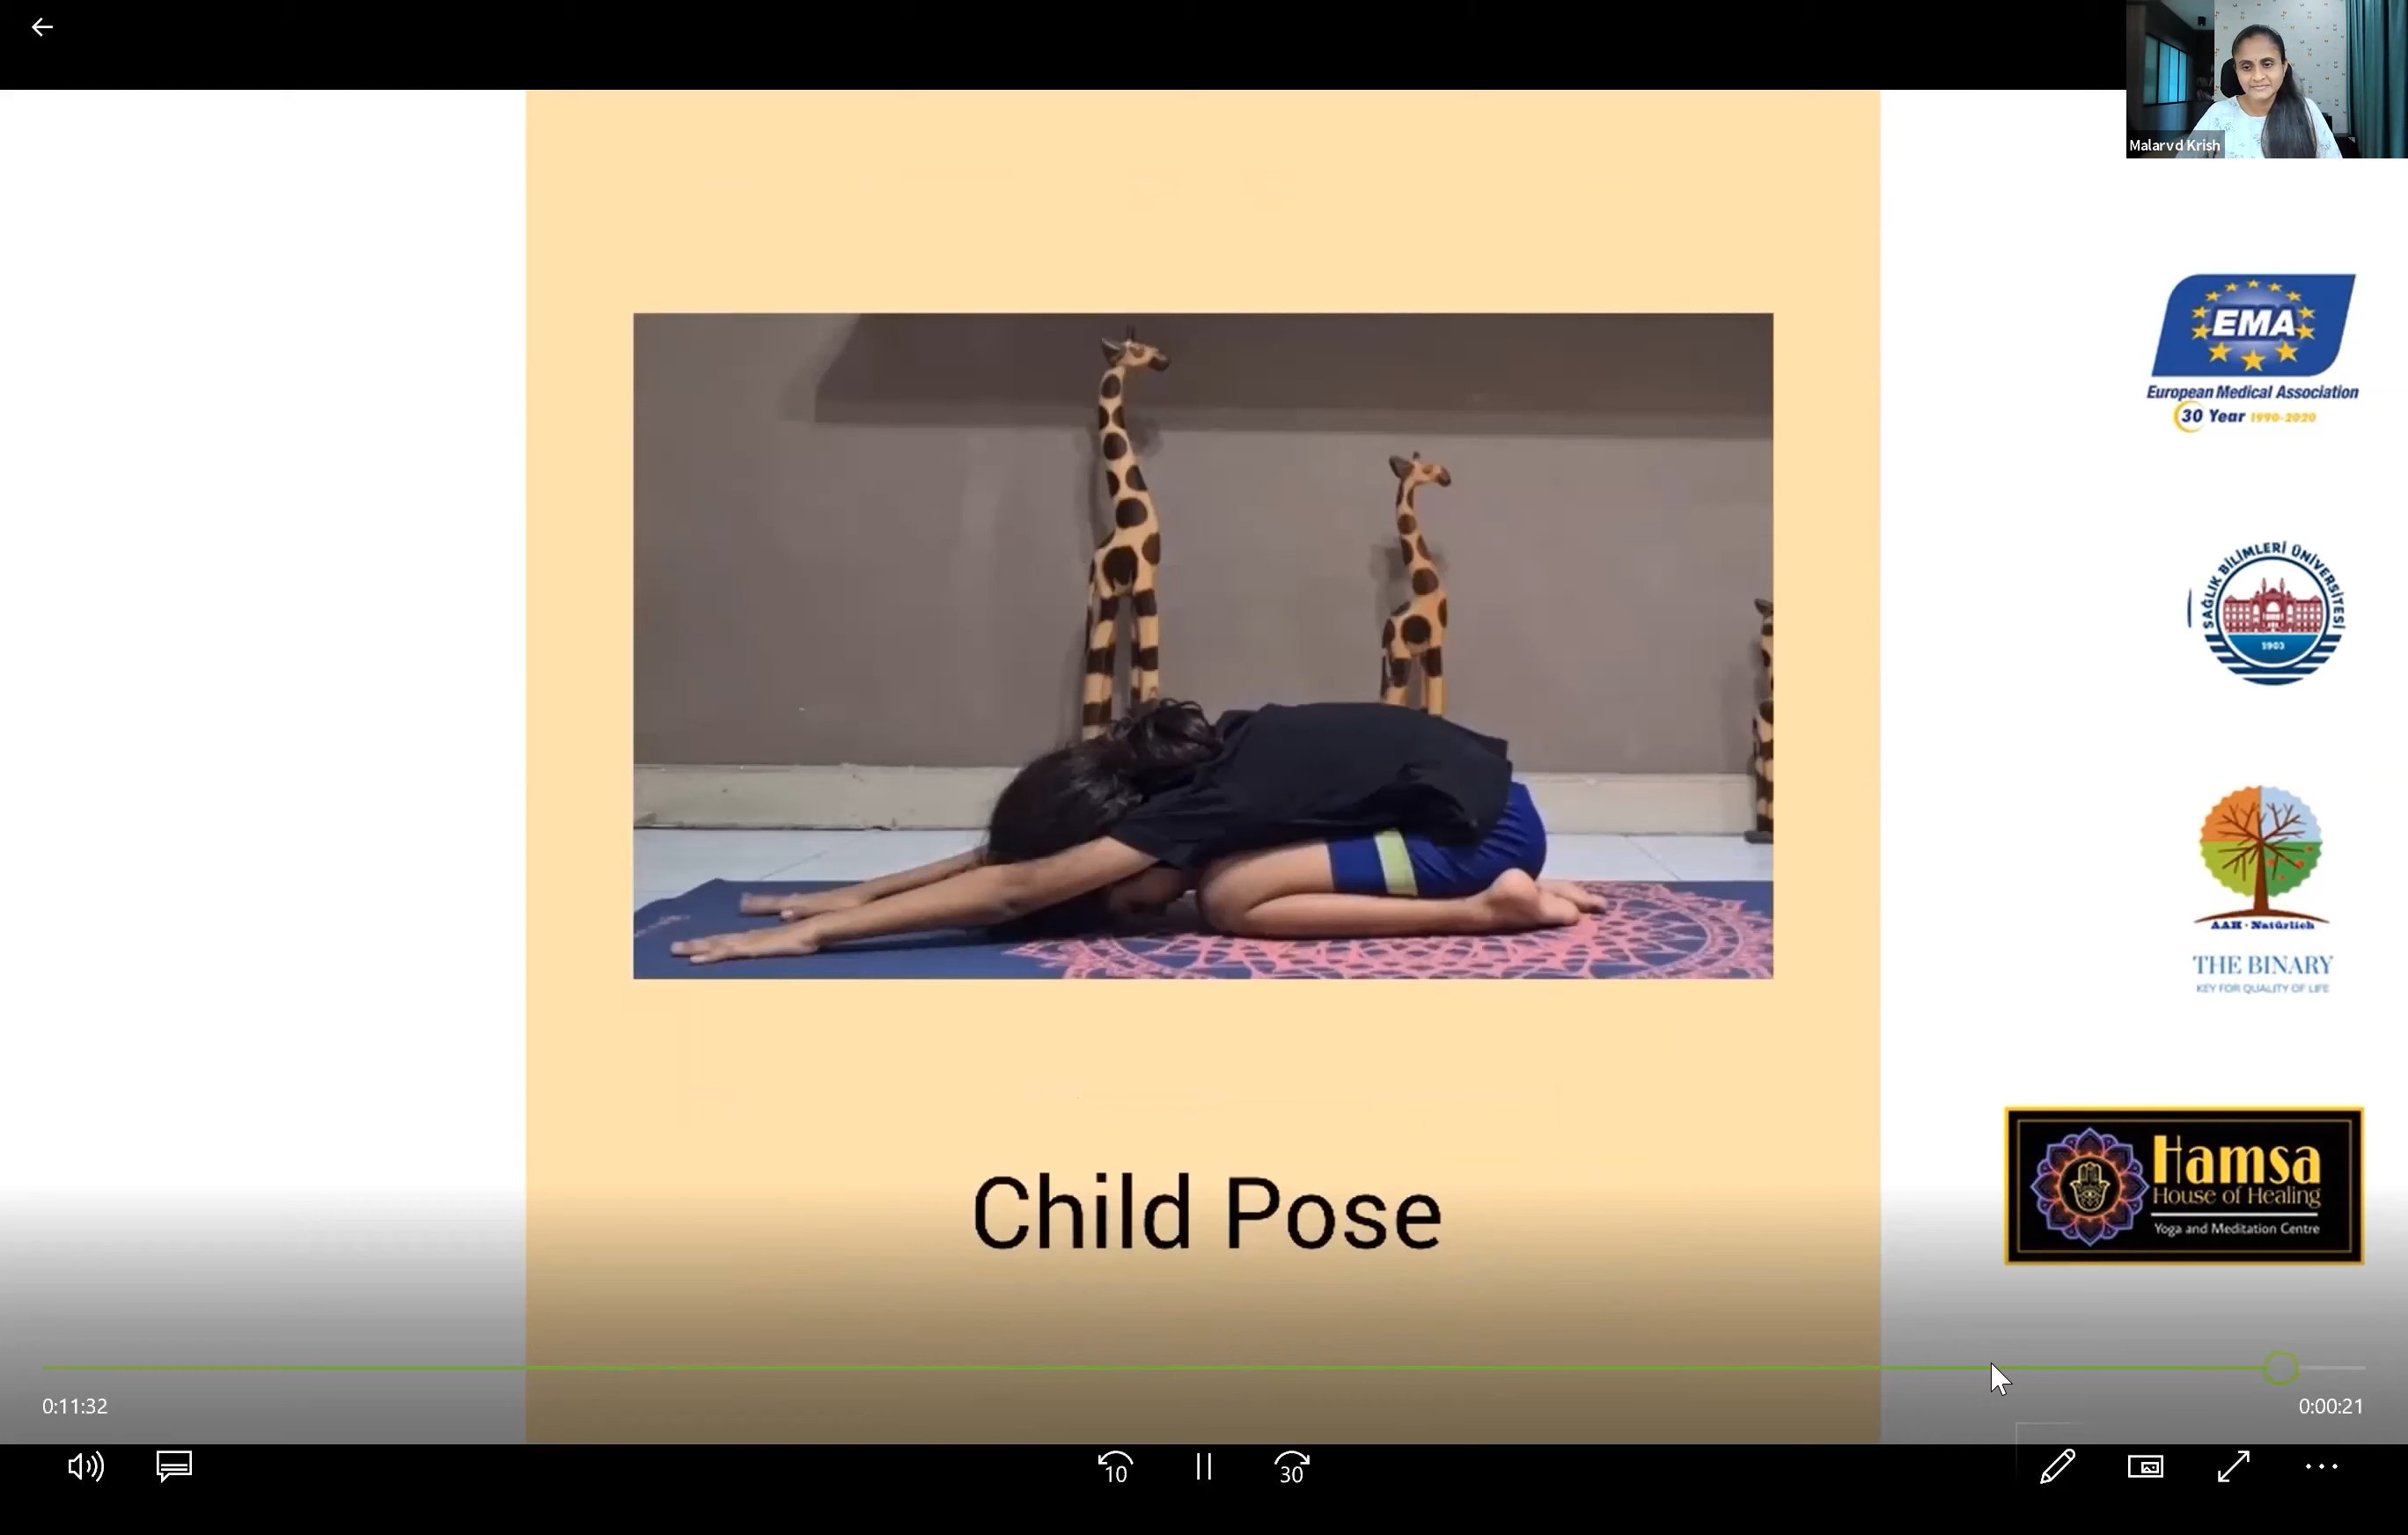 Malarvd Krish
EMA
European Medical Association
30 Year 1990-2020
SAĞLIK BİLİMLERİ ÜNİVERSİTESİ
1903
AAH - Natürlich
THE BINARY
KEY FOR QUALITY OF LIFE
Hamsa
House of Healing
Yoga and Meditation Centre
Child Pose
0:11:32
0:00:21
10
30